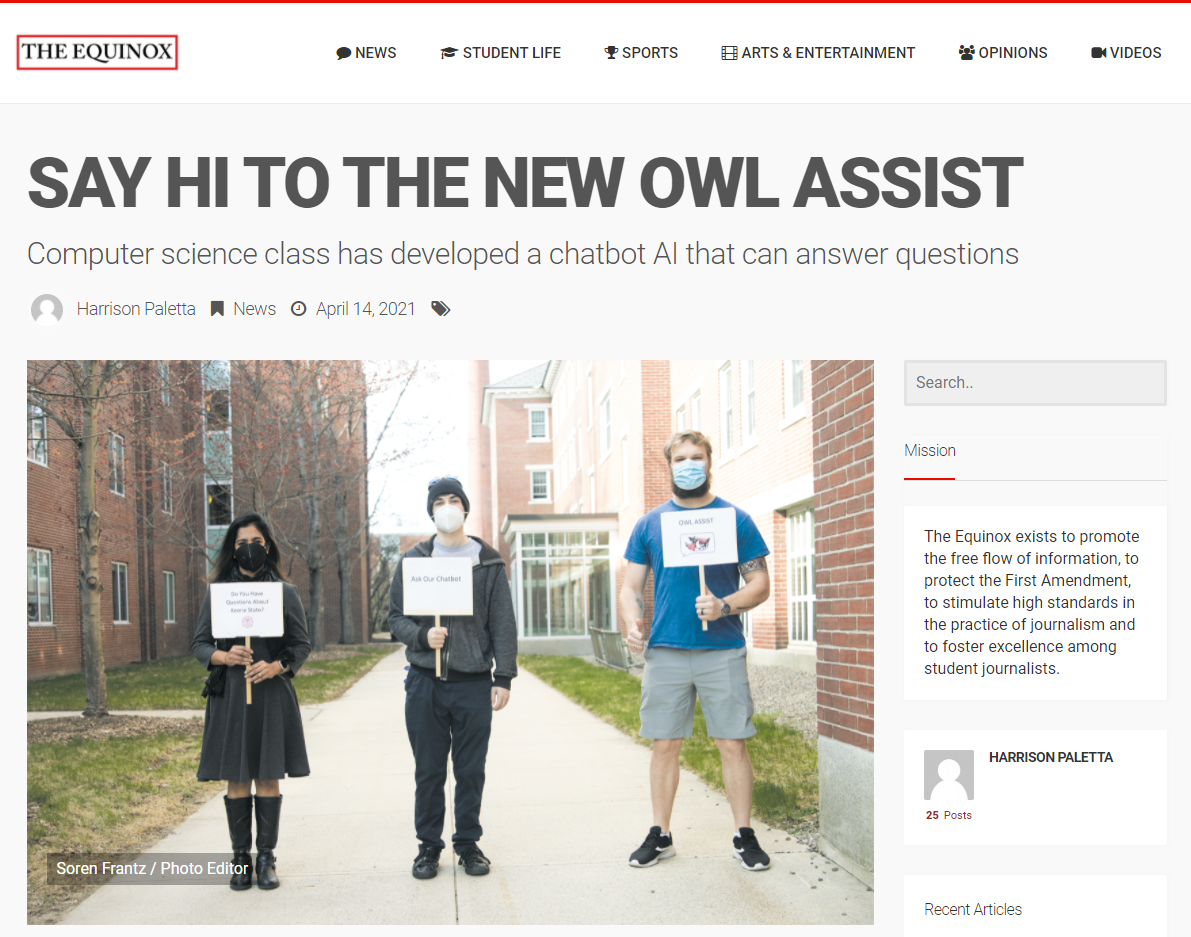 THE EQUINOX
NEWS
STUDENT LIFE
SPORTS
ARTS & ENTERTAINMENT
OPINIONS
VIDEOS
SAY HI TO THE NEW OWL ASSIST
Computer science class has developed a chatbot AI that can answer questions
Harrison Paletta News April 14, 2021
Do You Have
Questions About
Keene State?
Ask Our Chatbot
OWL ASSIST
Soren Frantz / Photo Editor
Search..
Mission
The Equinox exists to promote
the free flow of information, to
protect the First Amendment,
to stimulate high standards in
the practice of journalism and
to foster excellence among
student journalists.
HARRISON PALETTA
25 Posts
Recent Articles